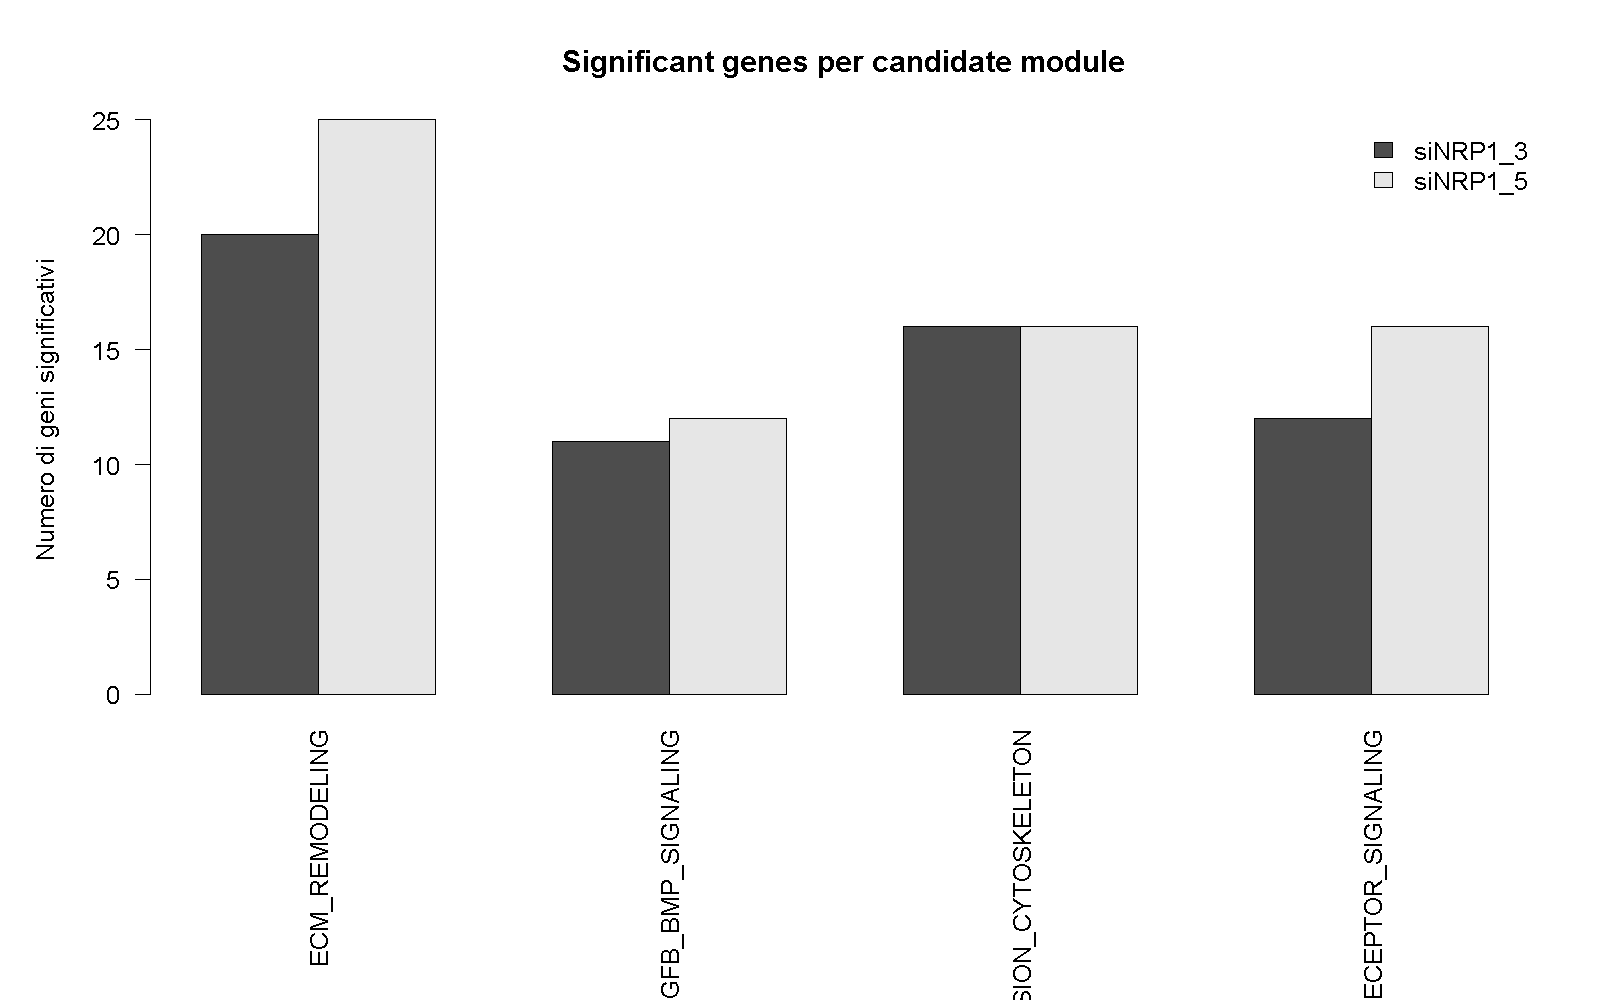 Significant genes per candidate module
25
20
15
10
5
0
Numero di geni significativi
siNRP1_3
siNRP1_5
ECM_REMODELING
GFB_BMP_SIGNALING
SION_CYTOSKELETON
ECEPTOR_SIGNALING